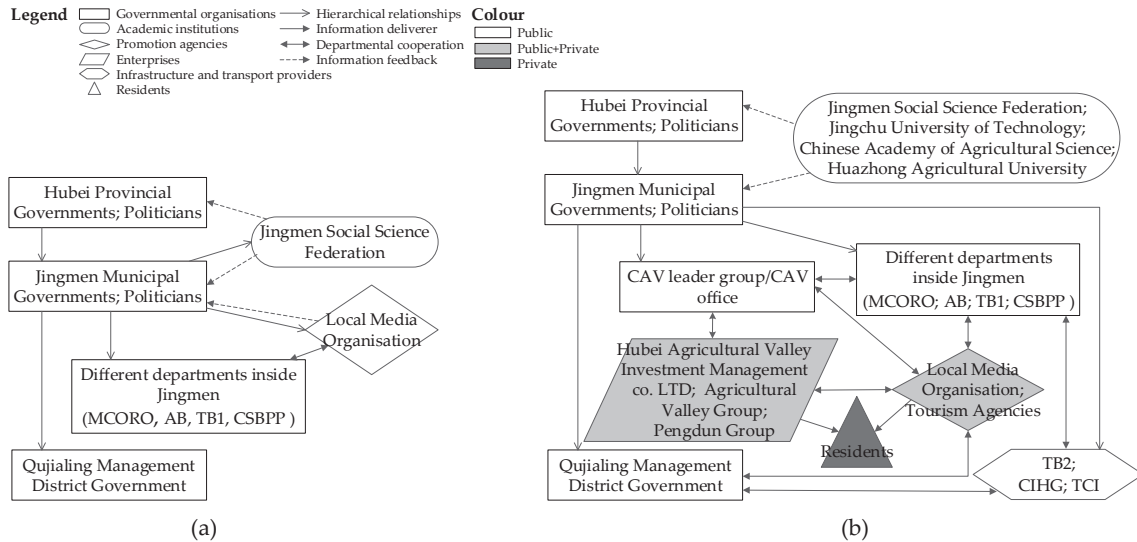 Legend
Governmental organisations
Academic institutions
Promotion agencies
Enterprises
Infrastructure and transport providers
Residents
Hierarchical relationships
Information deliverer
Departmental cooperation
Information feedback
Colour
Public
Public+Private
Private
Hubei Provincial
Governments; Politicians
Jingmen Social Science
Federation
Jingmen Municipal
Governments; Politicians
Local Media
Organisation
Different departments inside
Jingmen
(MCORO, AB, TB1, CSBPP )
Qujialing Management
District Government
(a)
Hubei Provincial
Governments; Politicians
Jingmen Social Science Federation;
Jingchu University of Technology;
Chinese Academy of Agricultural Science;
Huazhong Agricultural University
Jingmen Municipal
Governments; Politicians
CAV leader group/CAV
office
Different departments
inside Jingmen
(MCORO; AB; TB1; CSBPP )
Hubei Agricultural Valley
Investment Management
co. LTD; Agricultural
Valley Group;
Pengdun Group
Local Media
Organisation;
Tourism Agencies
Residents
Qujialing Management
District Government
TB2;
CIHG; TCI
(b)